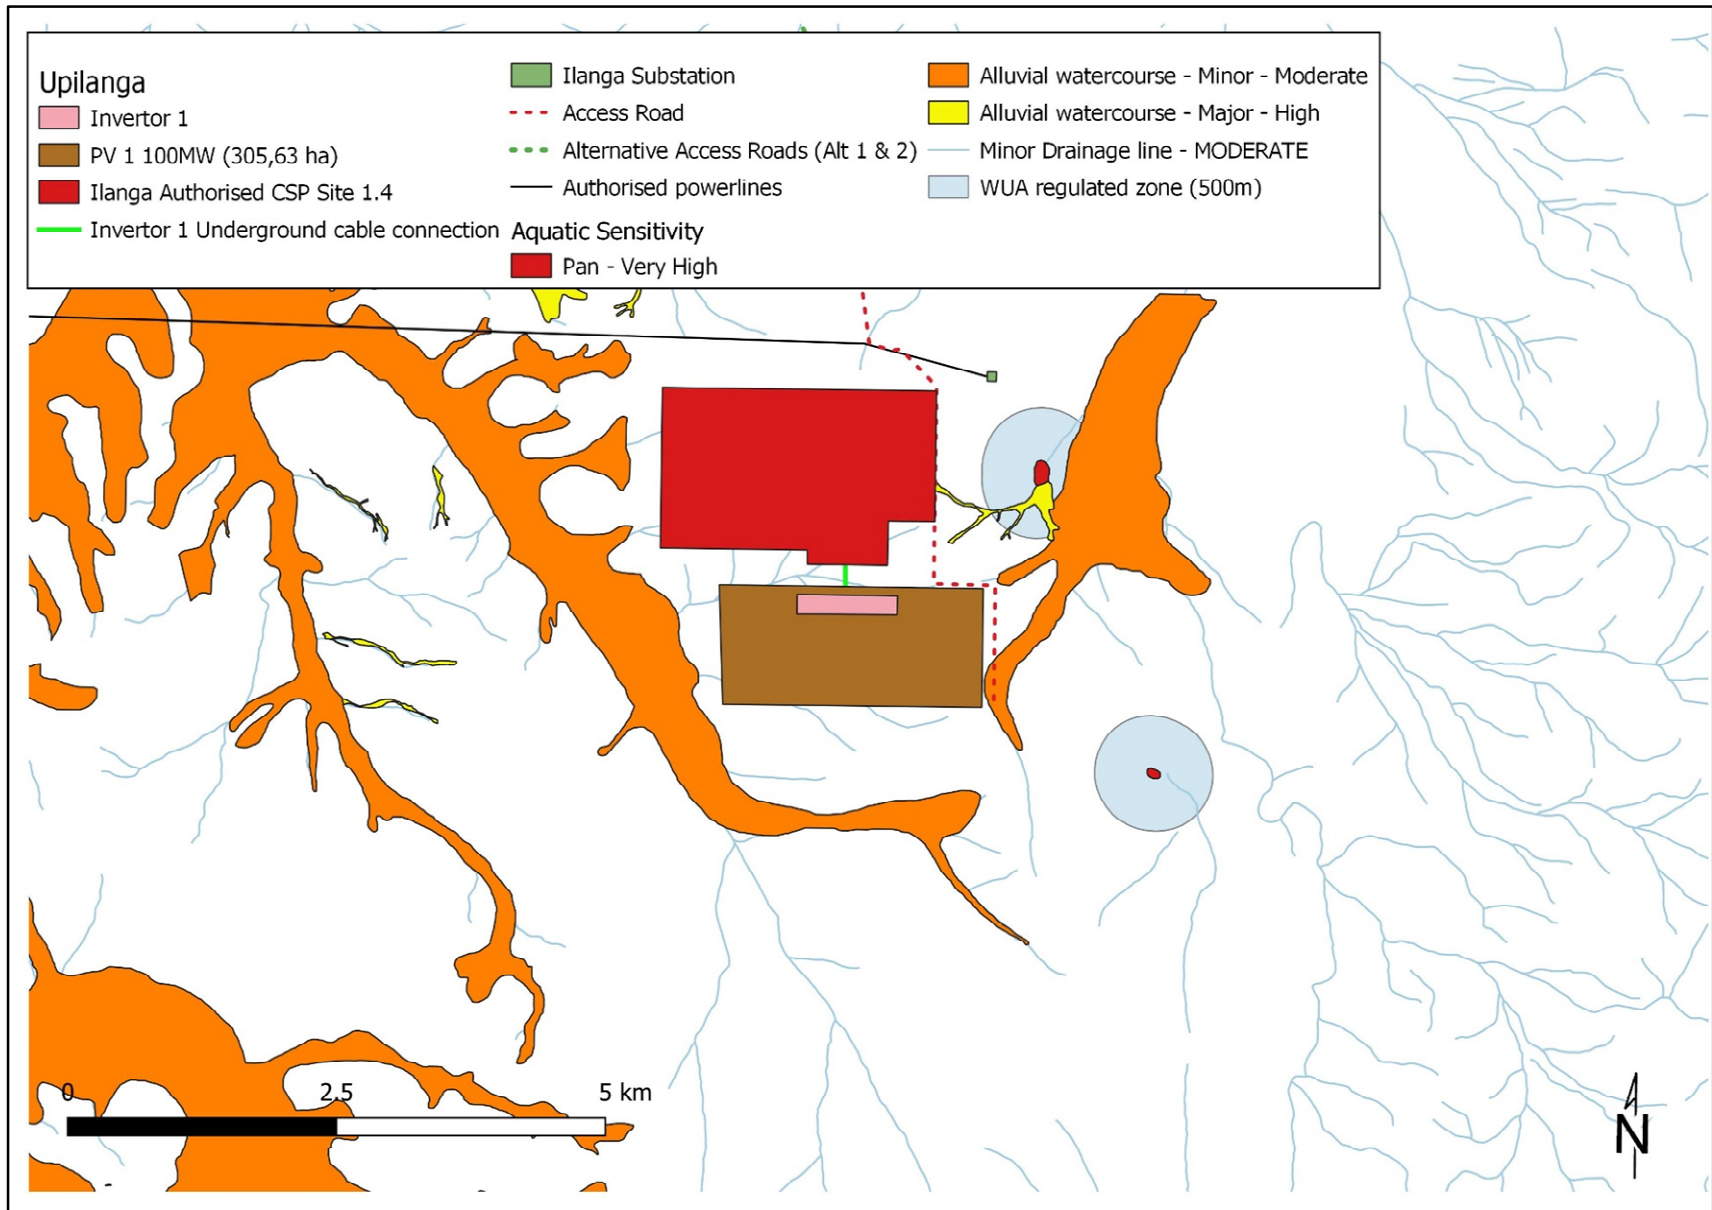 Upilanga
Invertor 1
PV 1 100MW (305,63 ha)
Ilanga Authorised CSP Site 1.4
Invertor 1 Underground cable connection
Ilanga Substation
Access Road
Alternative Access Roads (Alt 1 & 2)
Authorised powerlines
Aquatic Sensitivity
Pan - Very High
Alluvial watercourse - Minor - Moderate
Alluvial watercourse - Major - High
Minor Drainage line - MODERATE
WUA regulated zone (500m)
0 2.5 5 km
N